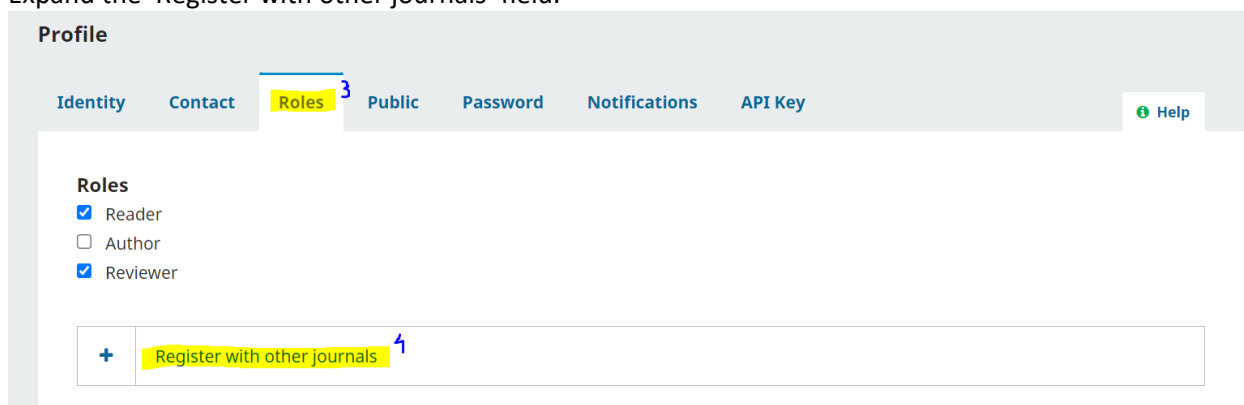 Expand the 'Register with other journals' field.
Profile
Identity Contact Roles 3 Public Password Notifications API Key
Help
Roles
Reader
Author
Reviewer
+ Register with other journals 4